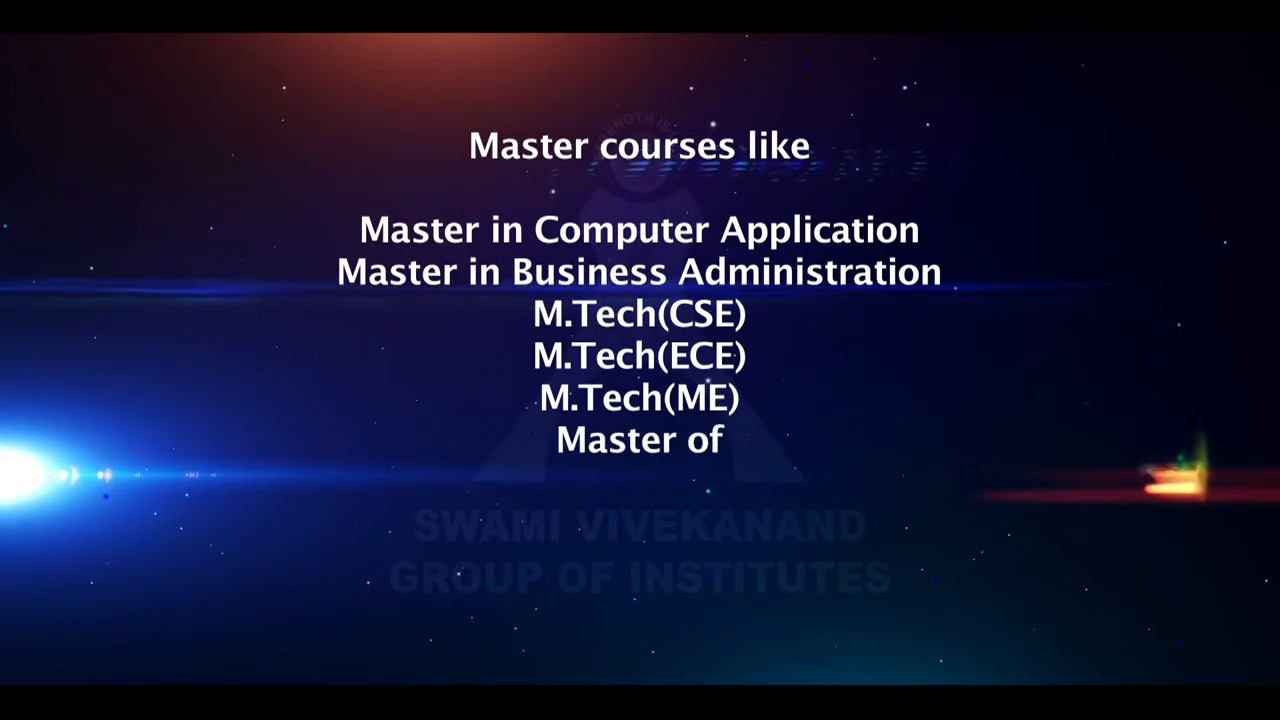 Master courses like
Master in Computer Application
Master in Business Administration
M.Tech(CSE)
M.Tech(ECE)
M.Tech(ME)
Master of
SWAMI VIVEKANAND
GROUP OF INSTITUTES